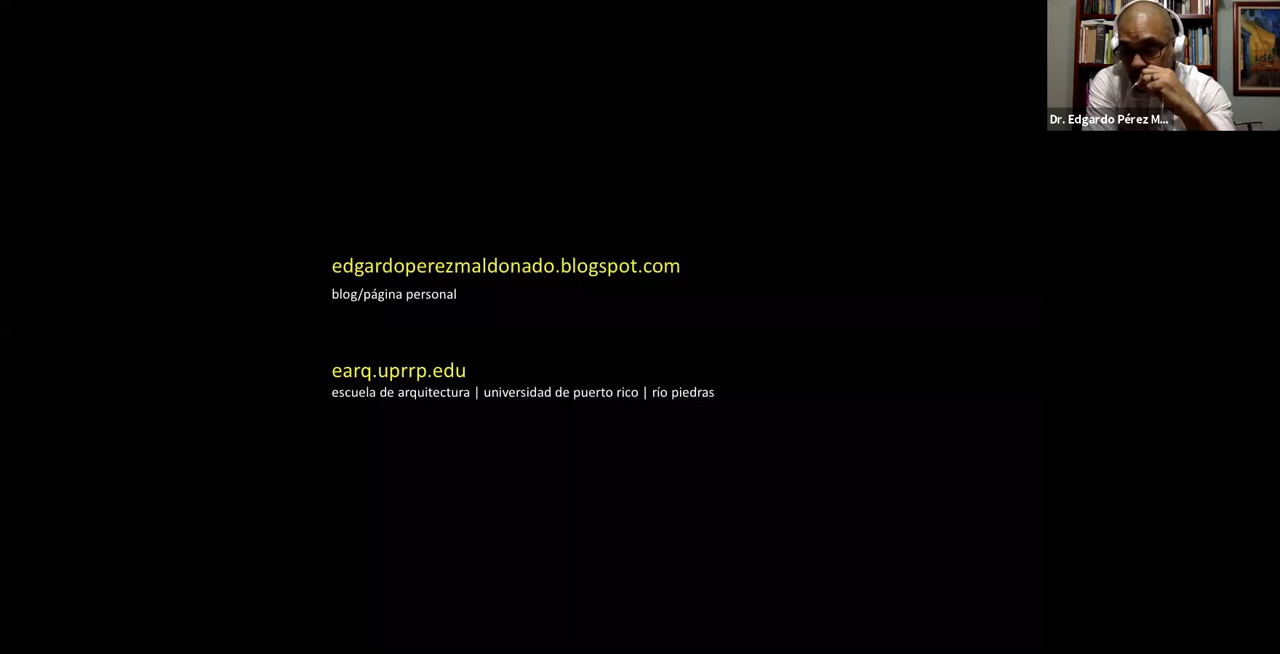 Dr. Edgardo Pérez M...
edgardoperezmaldonado.blogspot.com
blog/página personal
earq.uprrp.edu
escuela de arquitectura | universidad de puerto rico | río piedras